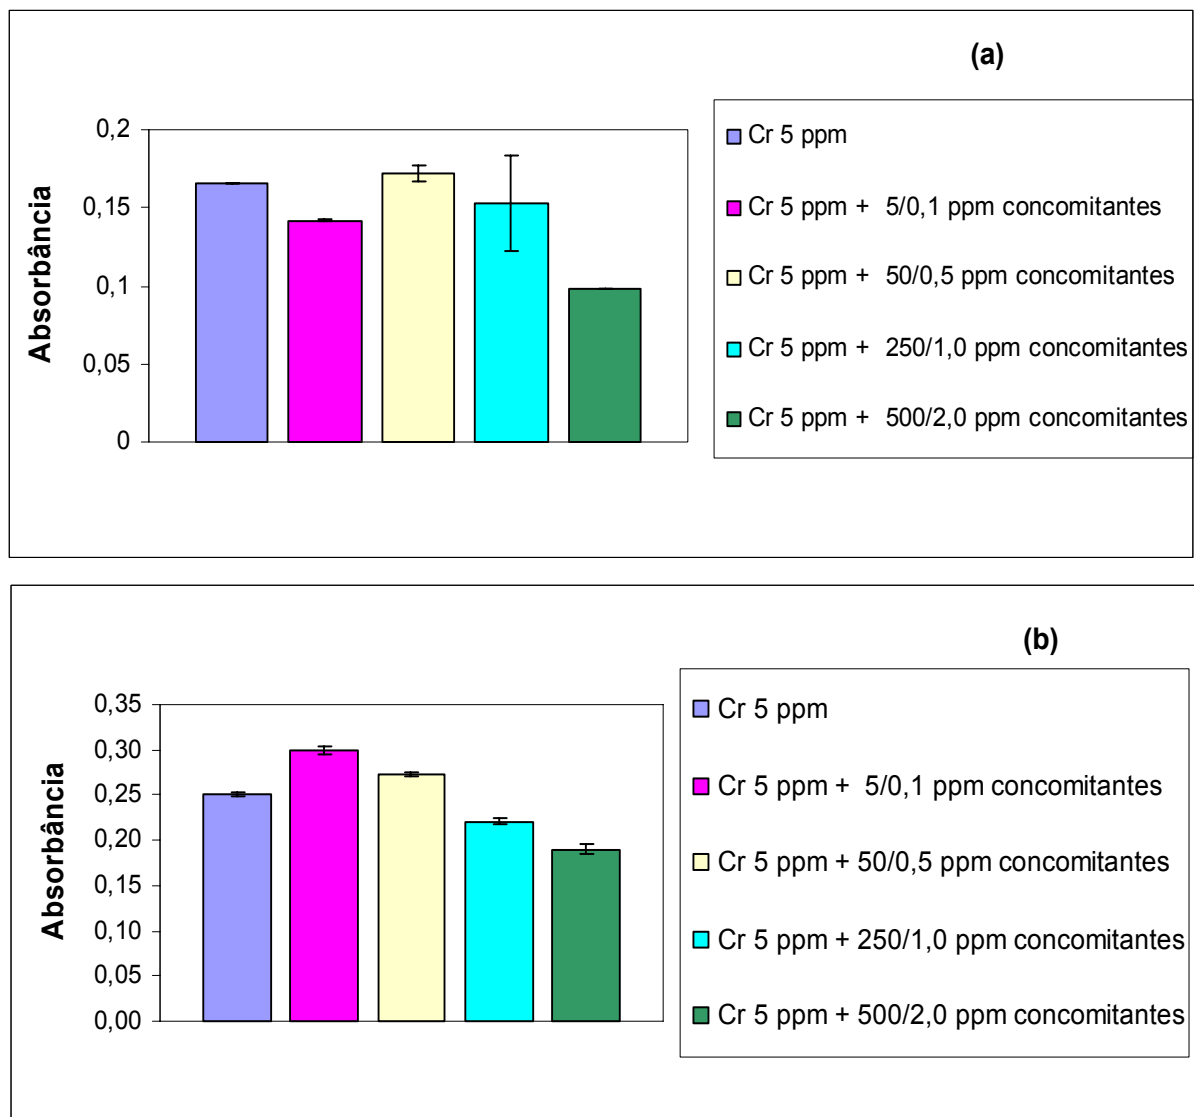 (a)
Absorbância
0,2
0,15
0,1
0,05
0
Cr 5 ppm
Cr 5 ppm + 5/0,1 ppm concomitantes
Cr 5 ppm + 50/0,5 ppm concomitantes
Cr 5 ppm + 250/1,0 ppm concomitantes
Cr 5 ppm + 500/2,0 ppm concomitantes
(b)
Absorbância
0,35
0,30
0,25
0,20
0,15
0,10
0,05
0,00
Cr 5 ppm
Cr 5 ppm + 5/0,1 ppm concomitantes
Cr 5 ppm + 50/0,5 ppm concomitantes
Cr 5 ppm + 250/1,0 ppm concomitantes
Cr 5 ppm + 500/2,0 ppm concomitantes